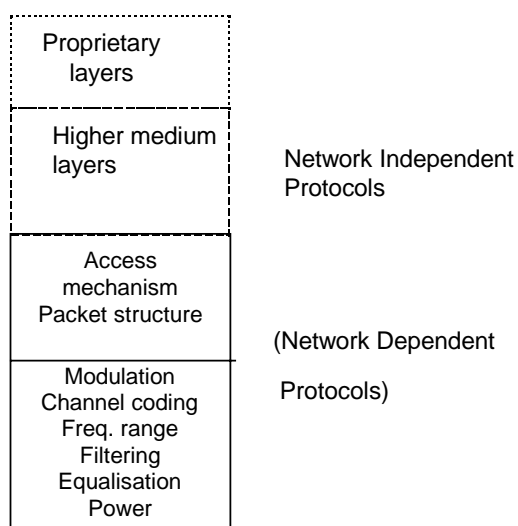 Proprietary
layers
Higher medium
layers
Network Independent
Protocols
Access
mechanism
Packet structure
(Network Dependent
Protocols)
Modulation
Channel coding
Freq. range
Filtering
Equalisation
Power